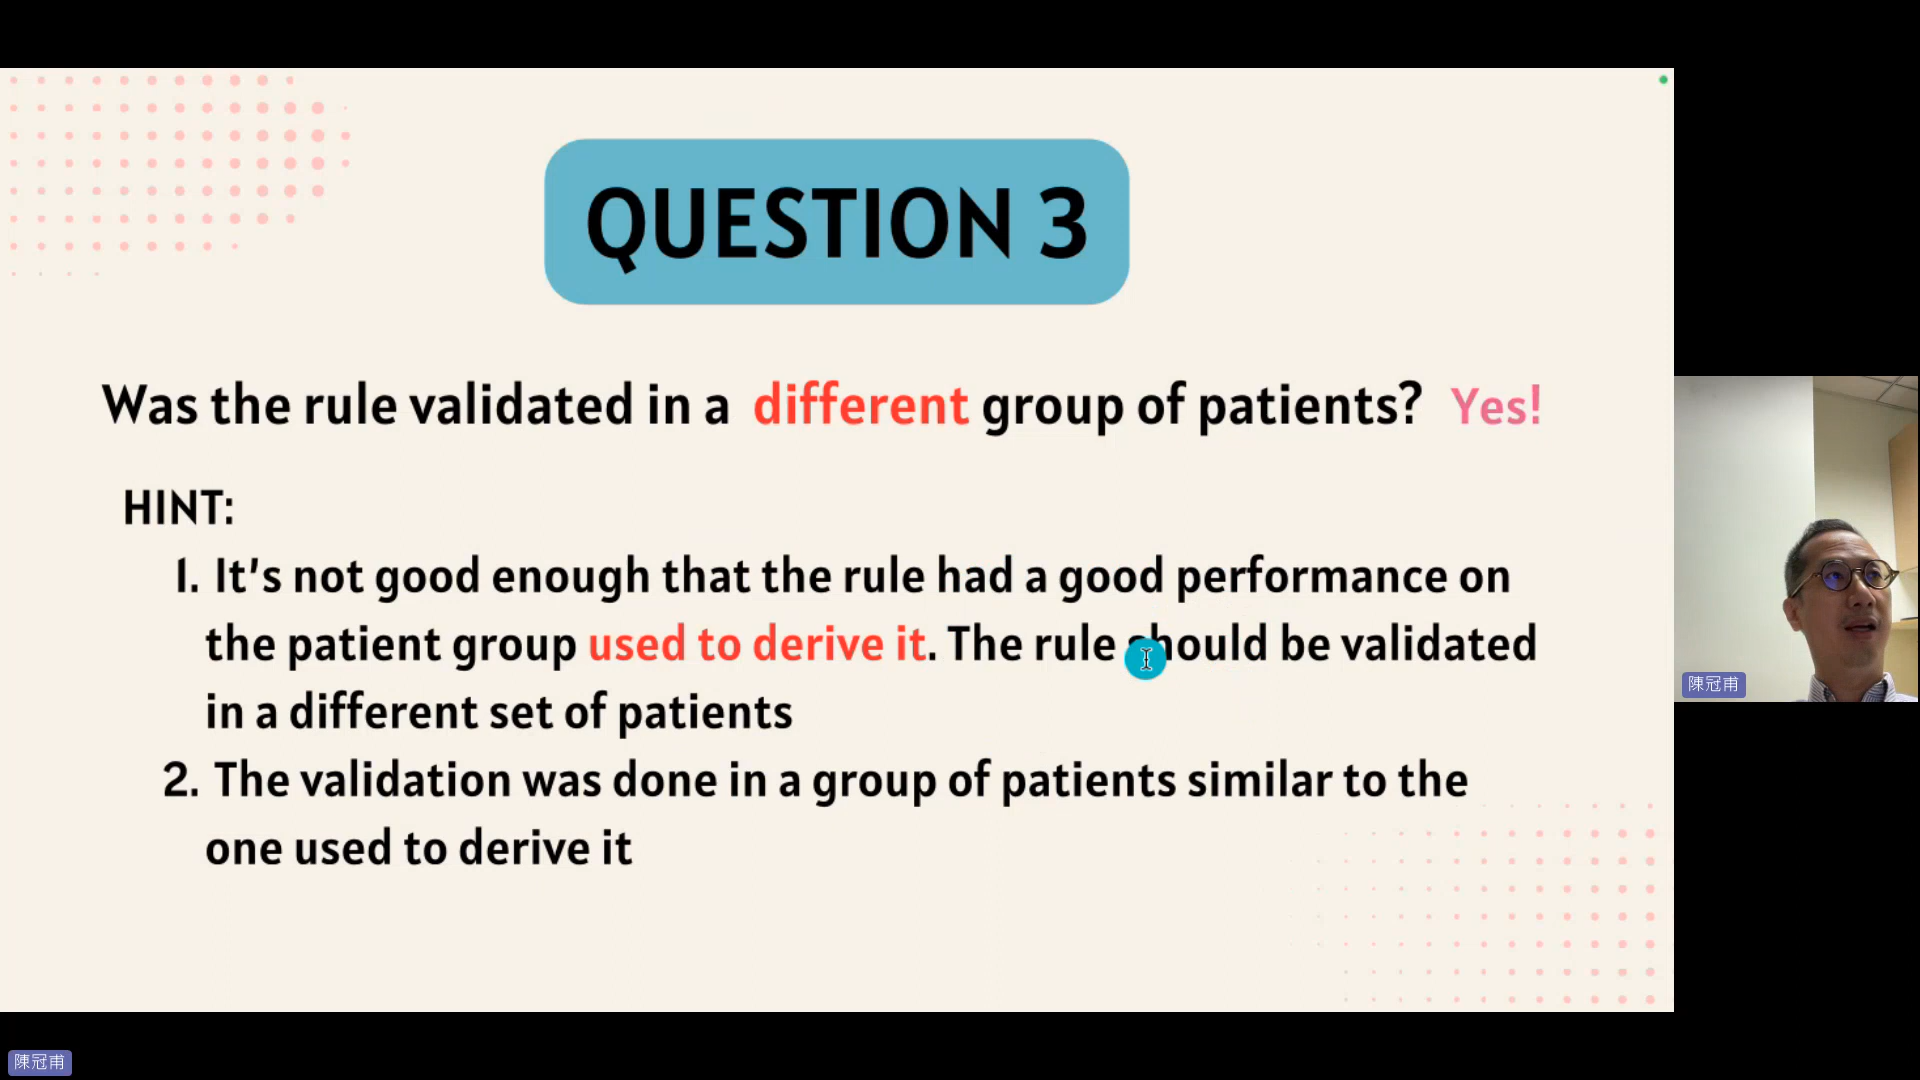 QUESTION 3
Was the rule validated in a different group of patients? Yes!
HINT:
1. It's not good enough that the rule had a good performance on
the patient group used to derive it. The rule should be validated
in a different set of patients
2. The validation was done in a group of patients similar to the
one used to derive it
陳冠甫
陳冠甫